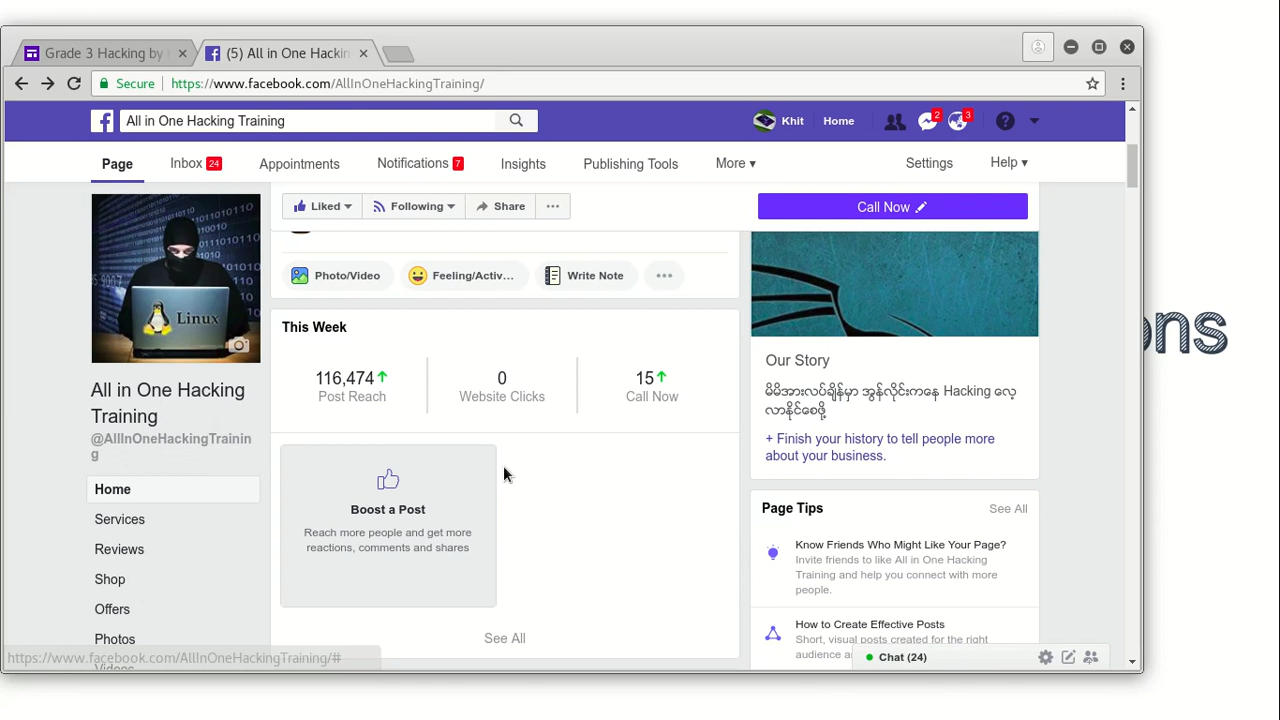 Grade 3 Hacking by
(5) All in One Hackin
Secure
https://www.facebook.com/AllInOneHackingTraining/
All in One Hacking Training
Khit
Home
2
3
Page
Inbox 24
Appointments
Notifications 7
Insights
Publishing Tools
More
Settings
Help
Liked
Following
Share
Call Now
Linux
Photo/Video
Feeling/Activ...
Write Note
This Week
116,474
Post Reach
0
Website Clicks
15
Call Now
Boost a Post
Reach more people and get more
reactions, comments and shares
See All
All in One Hacking
Training
@AllInOneHackingTrainin
g
Home
Services
Reviews
Shop
Offers
Photos
Videos
https://www.facebook.com/AllInOneHackingTraining/#
Our Story
မိမိအားလပ်ချိန်မှာ အွန်လိုင်းကနေ Hacking လေ့
လာနိုင်စေဖို့
+ Finish your history to tell people more
about your business.
Page Tips
See All
Know Friends Who Might Like Your Page?
Invite friends to like All in One Hacking
Training and help you connect with more
people.
How to Create Effective Posts
Short, visual posts created for the right
audience a
Chat (24)
ons